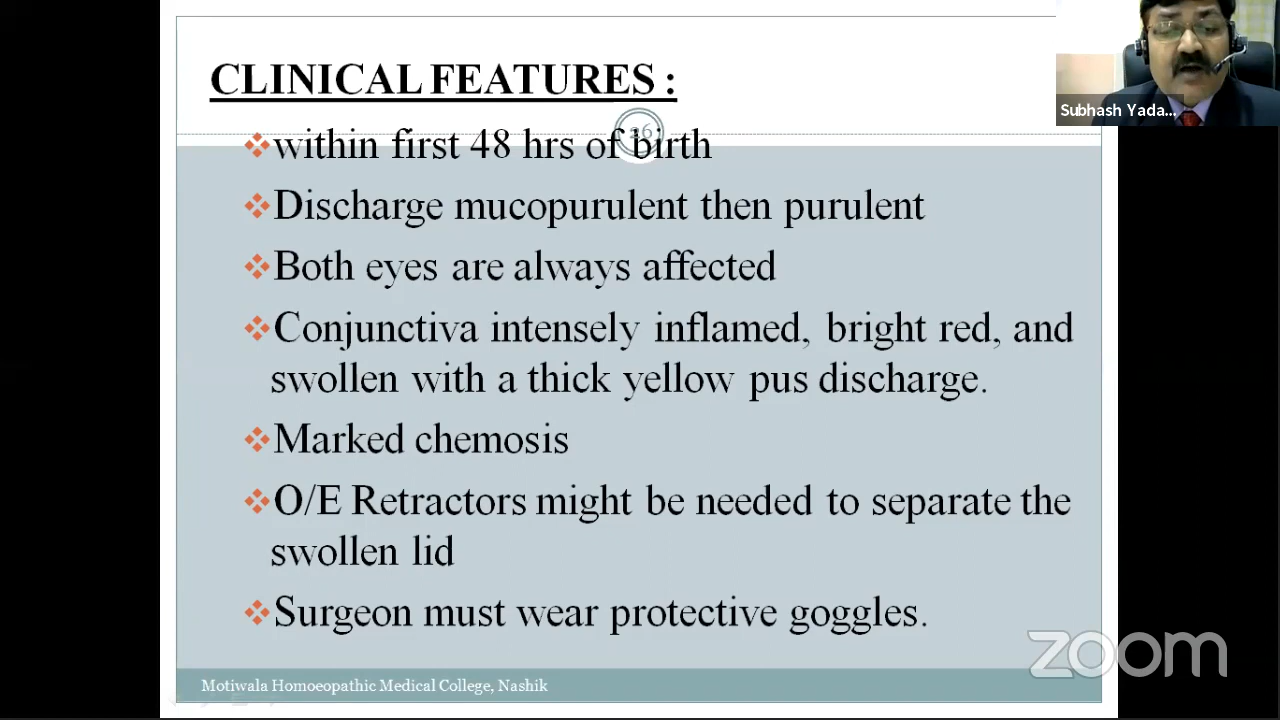 CLINICAL FEATURES :
Subhash Yada...
26
❖within first 48 hrs of birth
❖Discharge mucopurulent then purulent
❖Both eyes are always affected
❖Conjunctiva intensely inflamed, bright red, and
swollen with a thick yellow pus discharge.
❖Marked chemosis
❖O/E Retractors might be needed to separate the
swollen lid
❖Surgeon must wear protective goggles.
zoom
Motiwala Homoeopathic Medical College, Nashik